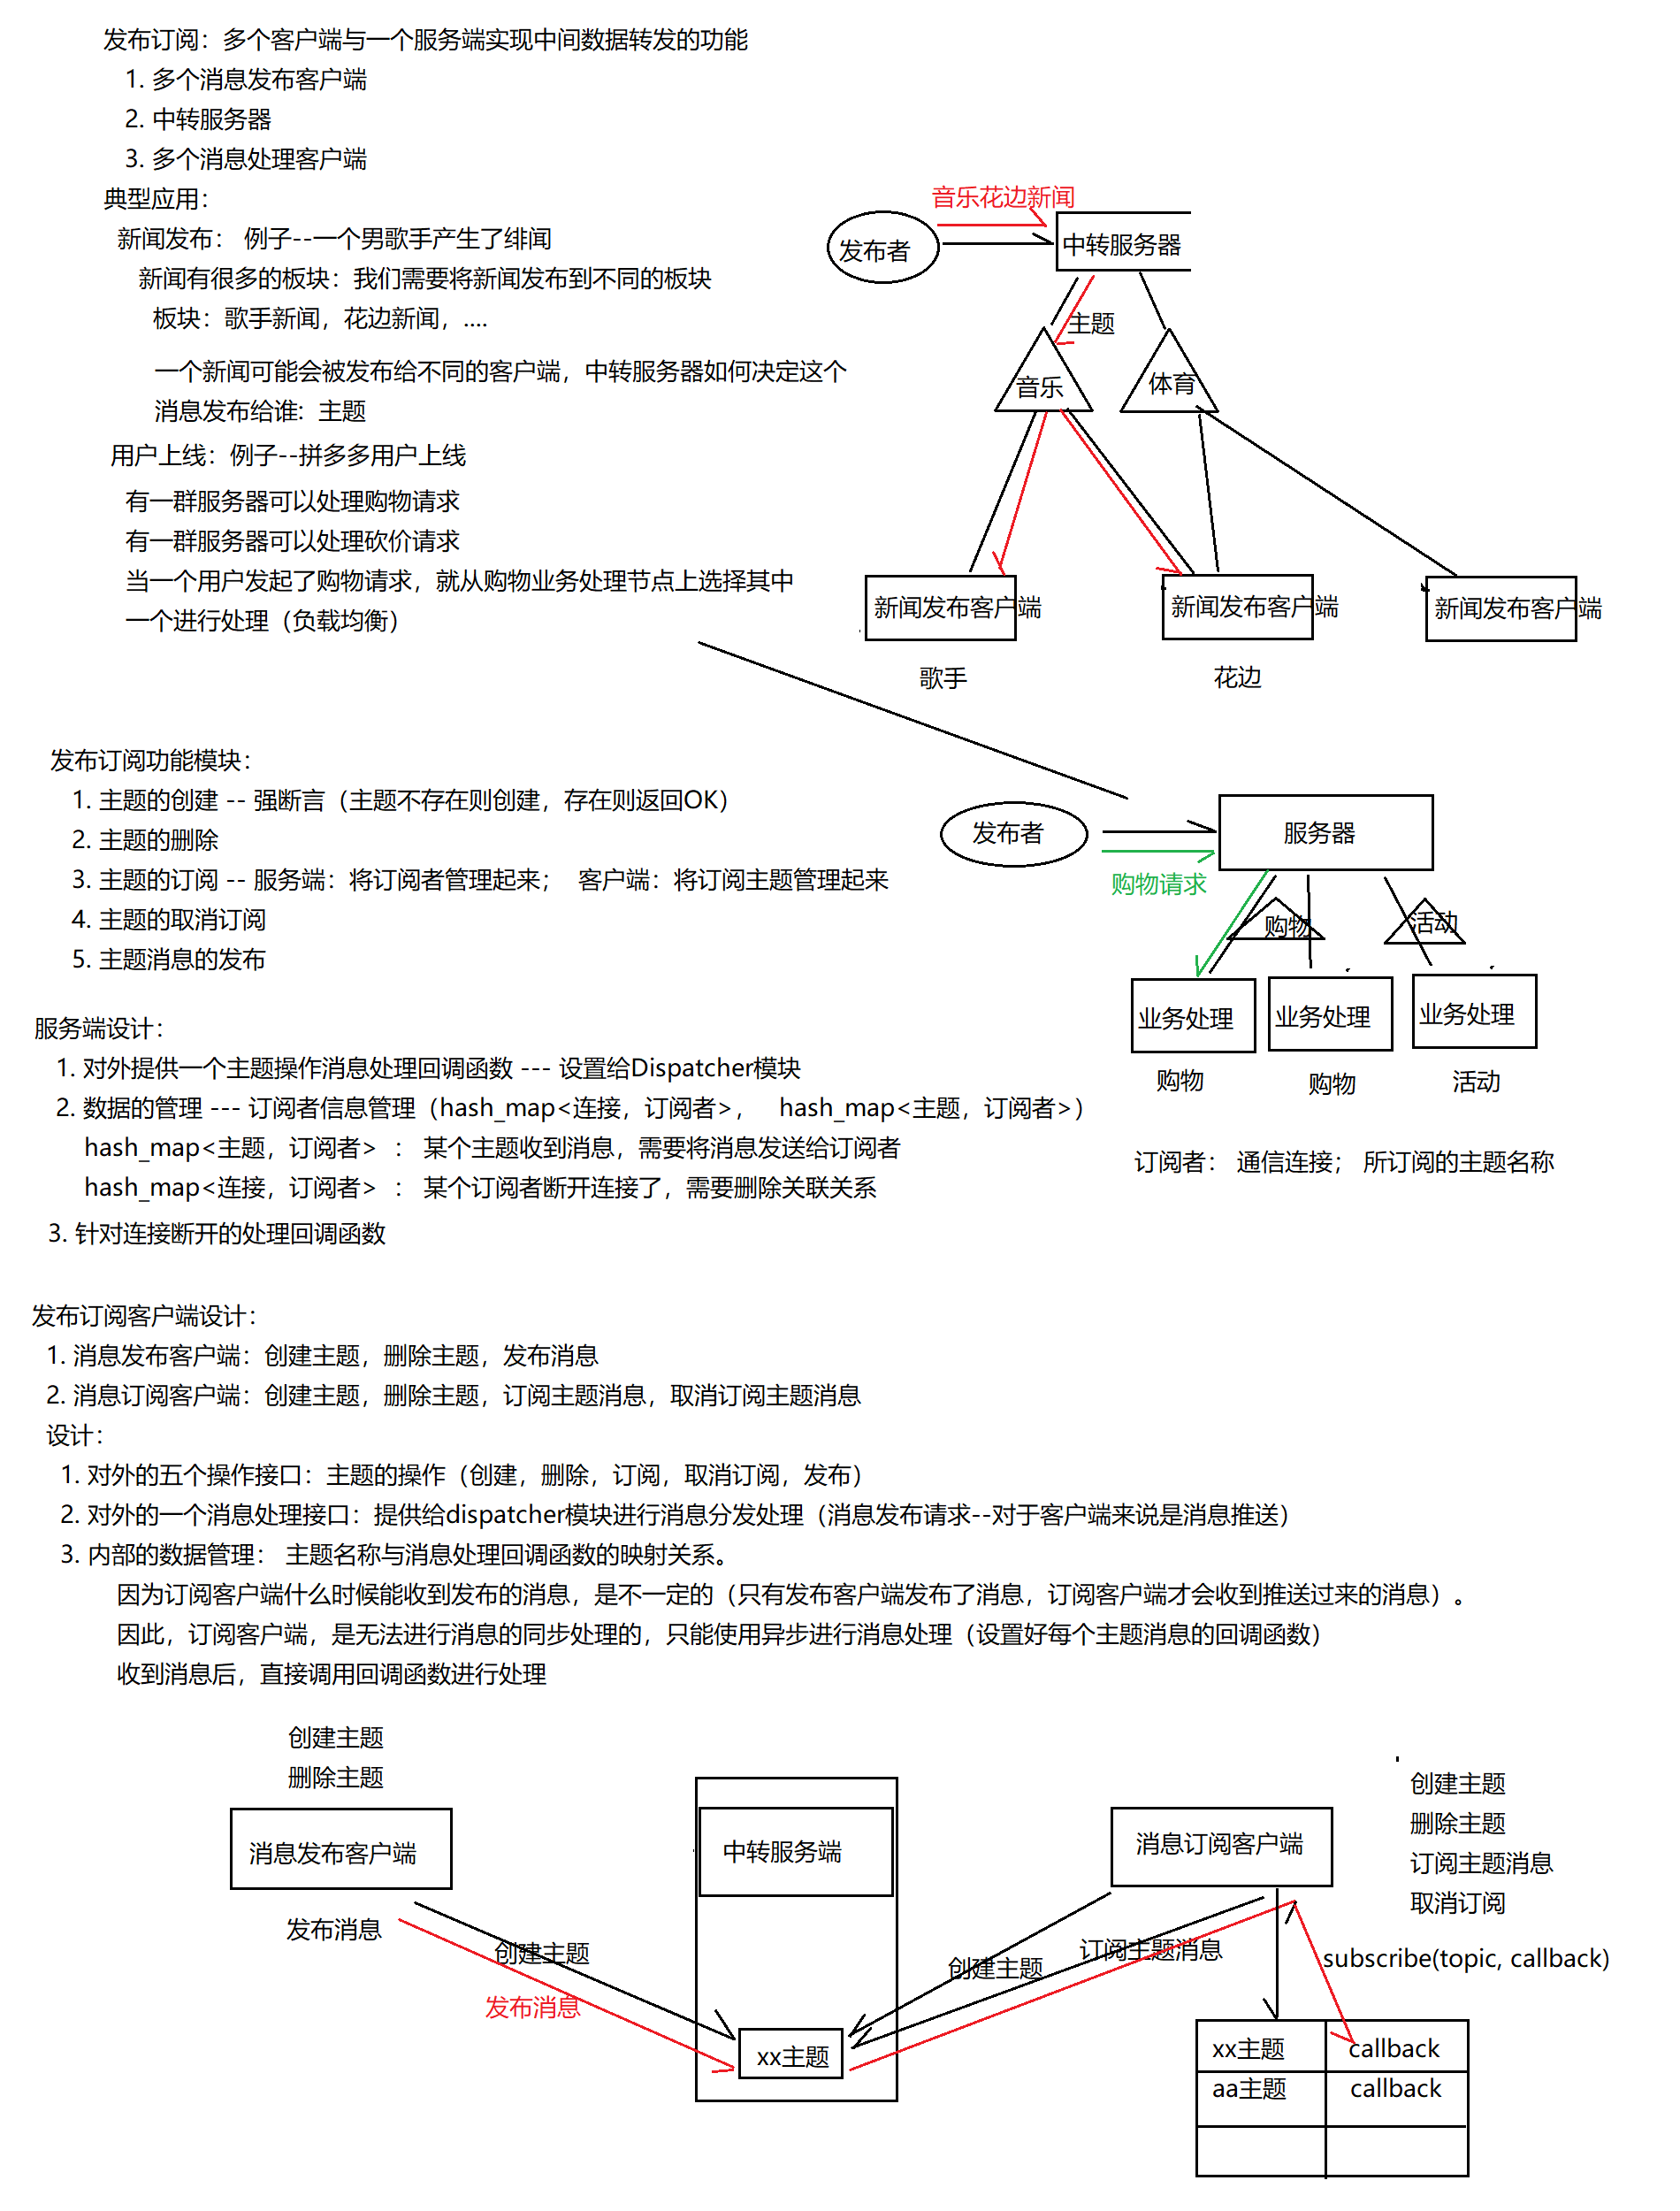 发布订阅：多个客户端与一个服务端实现中间数据转发的功能
1. 多个消息发布客户端
2. 中转服务器
3. 多个消息处理客户端
典型应用：
新闻发布： 例子--一个男歌手产生了绯闻
新闻有很多的板块：我们需要将新闻发布到不同的板块
板块：歌手新闻，花边新闻，....
一个新闻可能会被发布给不同的客户端，中转服务器如何决定这个
消息发布给谁：主题
用户上线：例子--拼多多用户上线
有一群服务器可以处理购物请求
有一群服务器可以处理砍价请求
当一个用户发起了购物请求，就从购物业务处理节点上选择其中
一个进行处理（负载均衡）
音乐花边新闻
发布者
中转服务器
主题
音乐
体育
新闻发布客户端
新闻发布客户端
新闻发布客户端
歌手
花边
发布订阅功能模块：
1. 主题的创建 -- 强断言（主题不存在则创建，存在则返回OK）
2. 主题的删除
3. 主题的订阅 -- 服务端：将订阅者管理起来； 客户端：将订阅主题管理起来
4. 主题的取消订阅
5. 主题消息的发布
发布者
服务器
购物请求
购物
活动
业务处理
业务处理
业务处理
购物
购物
活动
订阅者： 通信连接； 所订阅的主题名称
服务端设计：
1. 对外提供一个主题操作消息处理回调函数 --- 设置给Dispatcher模块
2. 数据的管理 --- 订阅者信息管理（hash_map<连接，订阅者>， hash_map<主题，订阅者>）
hash_map<主题，订阅者> ： 某个主题收到消息，需要将消息发送给订阅者
hash_map<连接，订阅者> ： 某个订阅者断开连接了，需要删除关联关系
3. 针对连接断开的处理回调函数
发布订阅客户端设计：
1. 消息发布客户端：创建主题，删除主题，发布消息
2. 消息订阅客户端：创建主题，删除主题，订阅主题消息，取消订阅主题消息
设计：
1. 对外的五个操作接口：主题的操作（创建，删除，订阅，取消订阅，发布）
2. 对外的一个消息处理接口：提供给dispatcher模块进行消息分发处理（消息发布请求--对于客户端来说是消息推送）
3. 内部的数据管理： 主题名称与消息处理回调函数的映射关系。
因为订阅客户端什么时候能收到发布的消息，是不一定的（只有发布客户端发布了消息，订阅客户端才会收到推送过来的消息）。
因此，订阅客户端，是无法进行消息的同步处理的，只能使用异步进行消息处理（设置好每个主题消息的回调函数）
收到消息后，直接调用回调函数进行处理
创建主题
删除主题
消息发布客户端
发布消息
创建主题
发布消息
中转服务端
xx主题
消息订阅客户端
创建主题
订阅主题消息
创建主题
删除主题
订阅主题消息
取消订阅
subscribe(topic, callback)
xx主题 callback
aa主题 callback